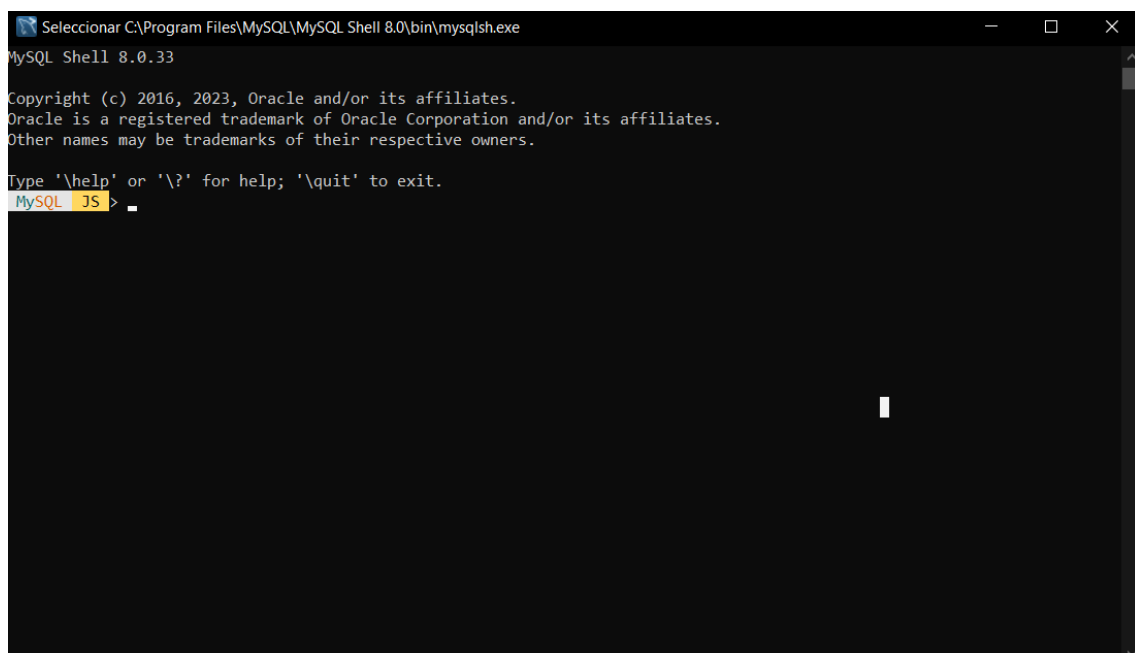 Seleccionar C:\Program Files\MySQL\MySQL Shell 8.0\bin\mysqlsh.exe
MySQL Shell 8.0.33
Copyright (c) 2016, 2023, Oracle and/or its affiliates.
Oracle is a registered trademark of Oracle Corporation and/or its affiliates.
Other names may be trademarks of their respective owners.
Type '\help' or '\?' for help; '\quit' to exit.
MySQL JS >